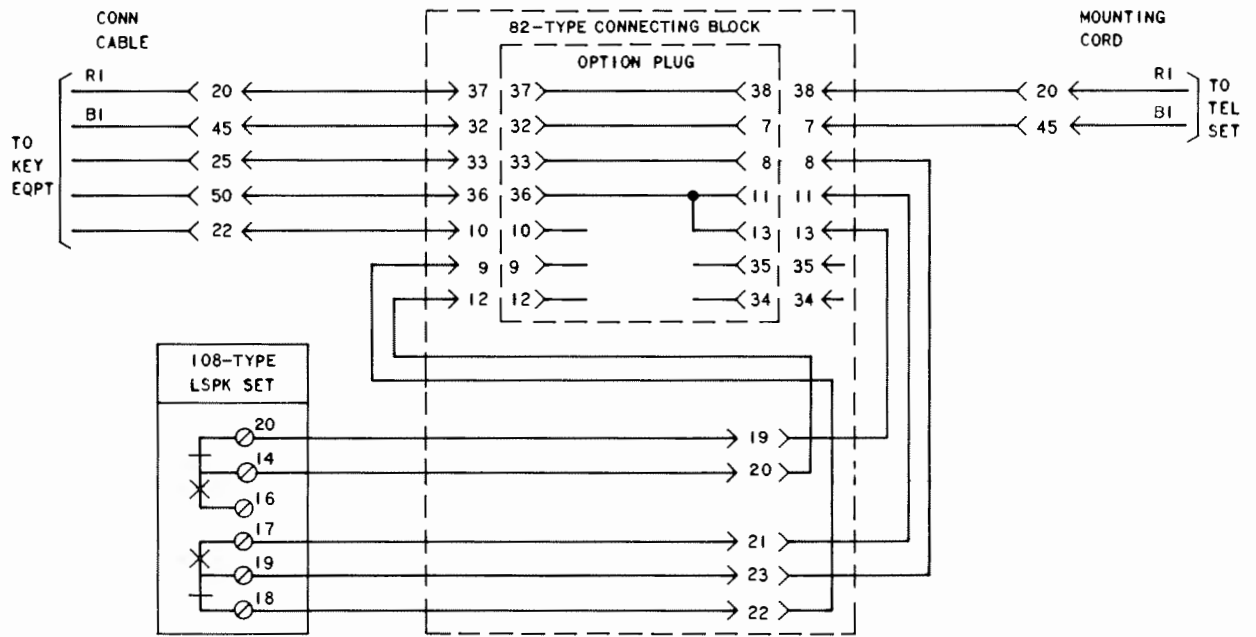 CONN
CABLE
82-TYPE CONNECTING BLOCK
MOUNTING
CORD
OPTION PLUG
R1 20 37 37 38 38 20 R1
B1 45 32 32 7 7 45 B1
TO
KEY
EQPT
TO
TEL
SET
25 33 33 8 8
50 36 36 11 11
22 10 10 13 13
9 9 35 35
12 12 34 34
108-TYPE
LSPK SET
20 19
14 20
16
17 21
19 23
18 22